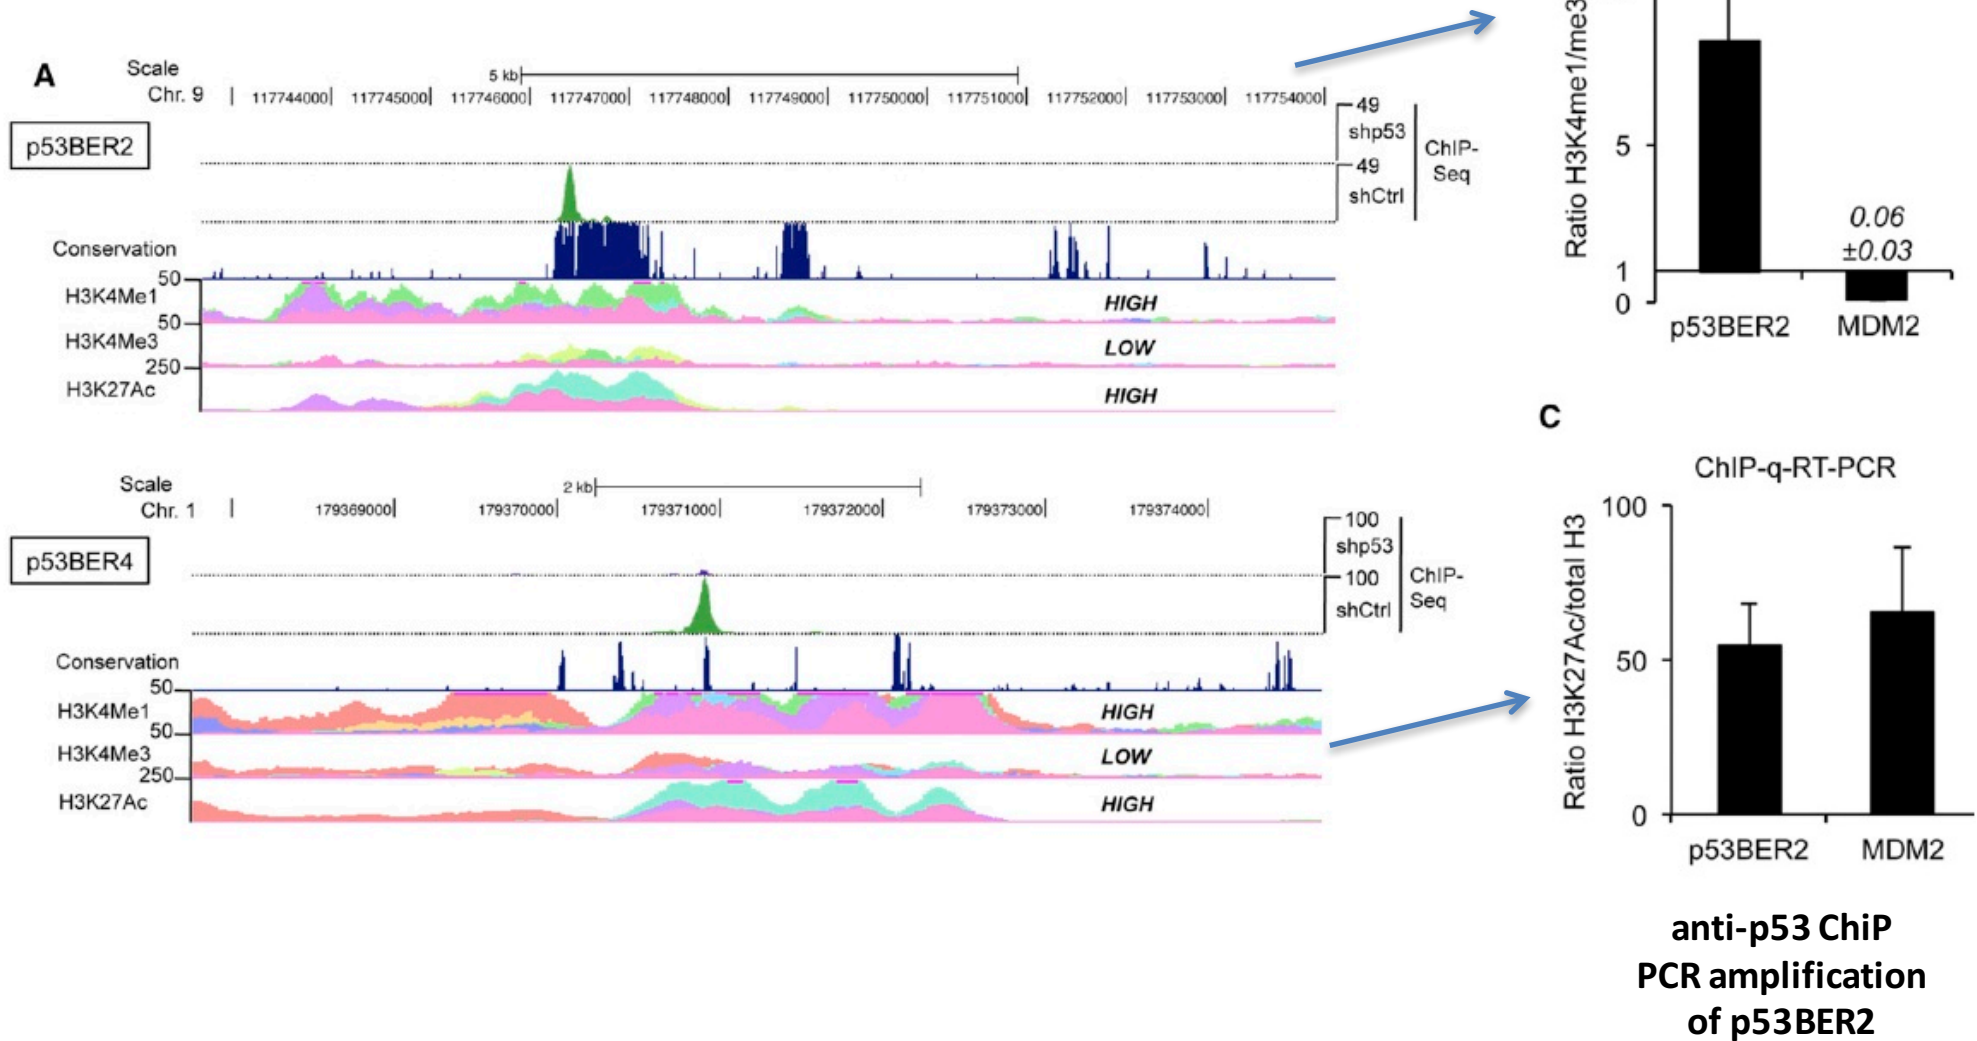 A
Scale
5 kb
Chr. 9
117744000
117745000
117746000
117747000
117748000
117749000
117750000
117751000
117752000
117753000
117754000
p53BER2
49
shp53
49
shCtrl
ChIP-
Seq
Conservation
50
H3K4Me1
HIGH
50
H3K4Me3
LOW
250
H3K27Ac
HIGH
Scale
2 kb
Chr. 1
179369000
179370000
179371000
179372000
179373000
179374000
p53BER4
100
shp53
100
shCtrl
ChIP-
Seq
Conservation
50
H3K4Me1
HIGH
50
H3K4Me3
LOW
250
H3K27Ac
HIGH
Ratio H3K4me1/me3
5
1
0
0.06
±0.03
p53BER2
MDM2
C
ChIP-q-RT-PCR
Ratio H3K27Ac/total H3
100
50
0
p53BER2
MDM2
anti-p53 ChiP
PCR amplification
of p53BER2